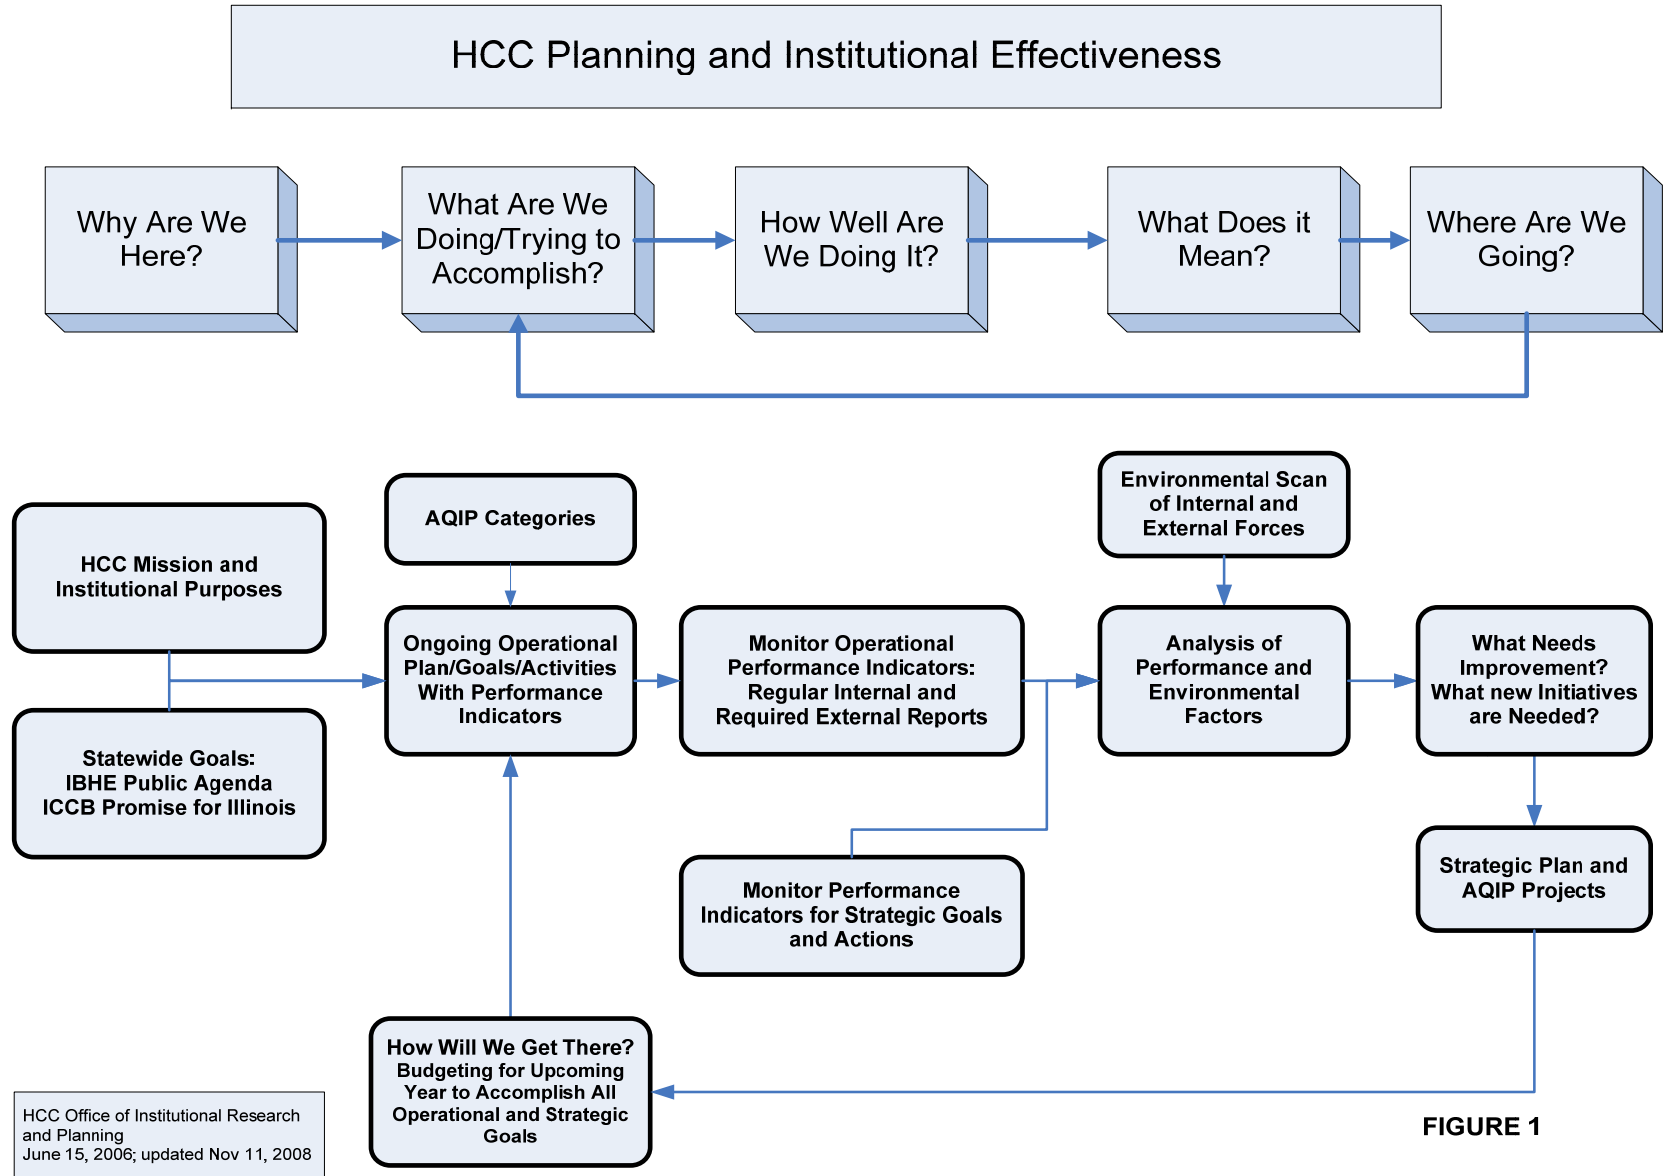 HCC Planning and Institutional Effectiveness
Why Are We
Here?
What Are We
Doing/Trying to
Accomplish?
How Well Are
We Doing It?
What Does it
Mean?
Where Are We
Going?
HCC Mission and
Institutional Purposes
Statewide Goals:
IBHE Public Agenda
ICCB Promise for Illinois
AQIP Categories
Ongoing Operational
Plan/Goals/Activities
With Performance
Indicators
Monitor Operational
Performance Indicators:
Regular Internal and
Required External Reports
Monitor Performance
Indicators for Strategic Goals
and Actions
Environmental Scan
of Internal and
External Forces
Analysis of
Performance and
Environmental
Factors
What Needs
Improvement?
What new Initiatives
are Needed?
Strategic Plan and
AQIP Projects
How Will We Get There?
Budgeting for Upcoming
Year to Accomplish All
Operational and Strategic
Goals
HCC Office of Institutional Research
and Planning
June 15, 2006; updated Nov 11, 2008
FIGURE 1